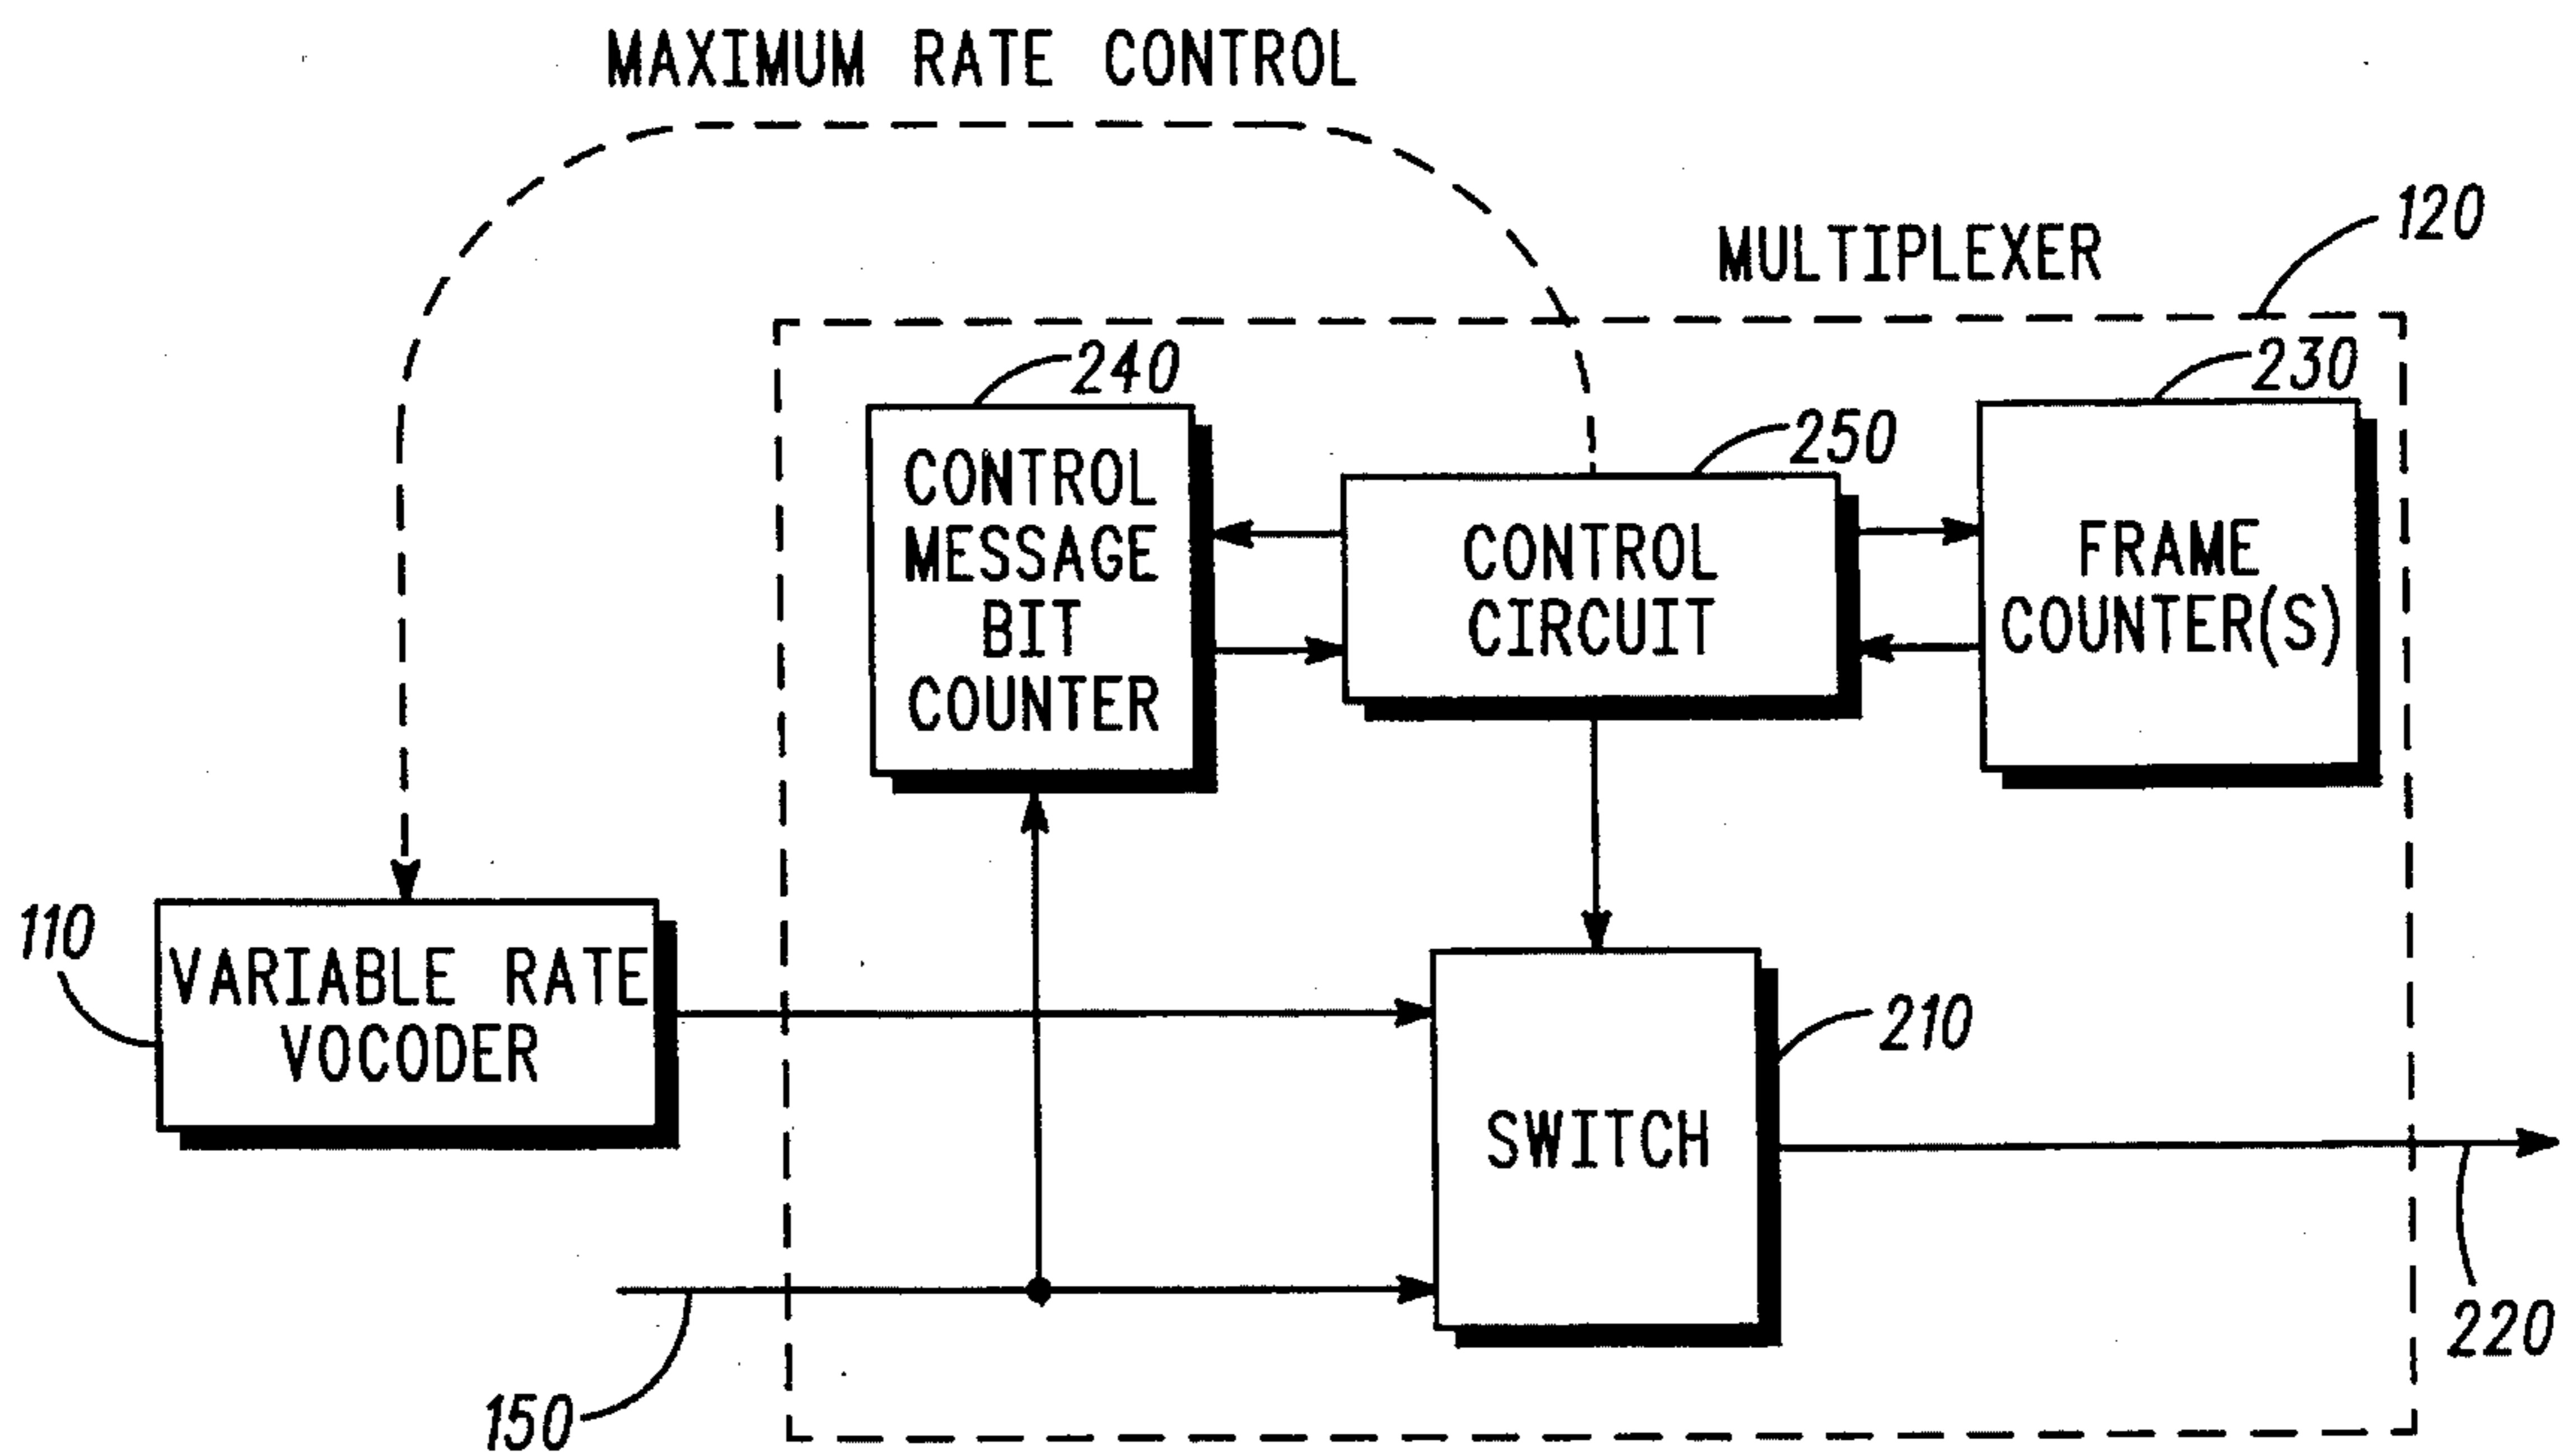 MAXIMUM RATE CONTROL
MULTIPLEXER
120
240
250
230
CONTROL
MESSAGE
BIT
COUNTER
CONTROL
CIRCUIT
FRAME
COUNTER(S)
110
VARIABLE RATE
VOCODER
SWITCH
210
150
220